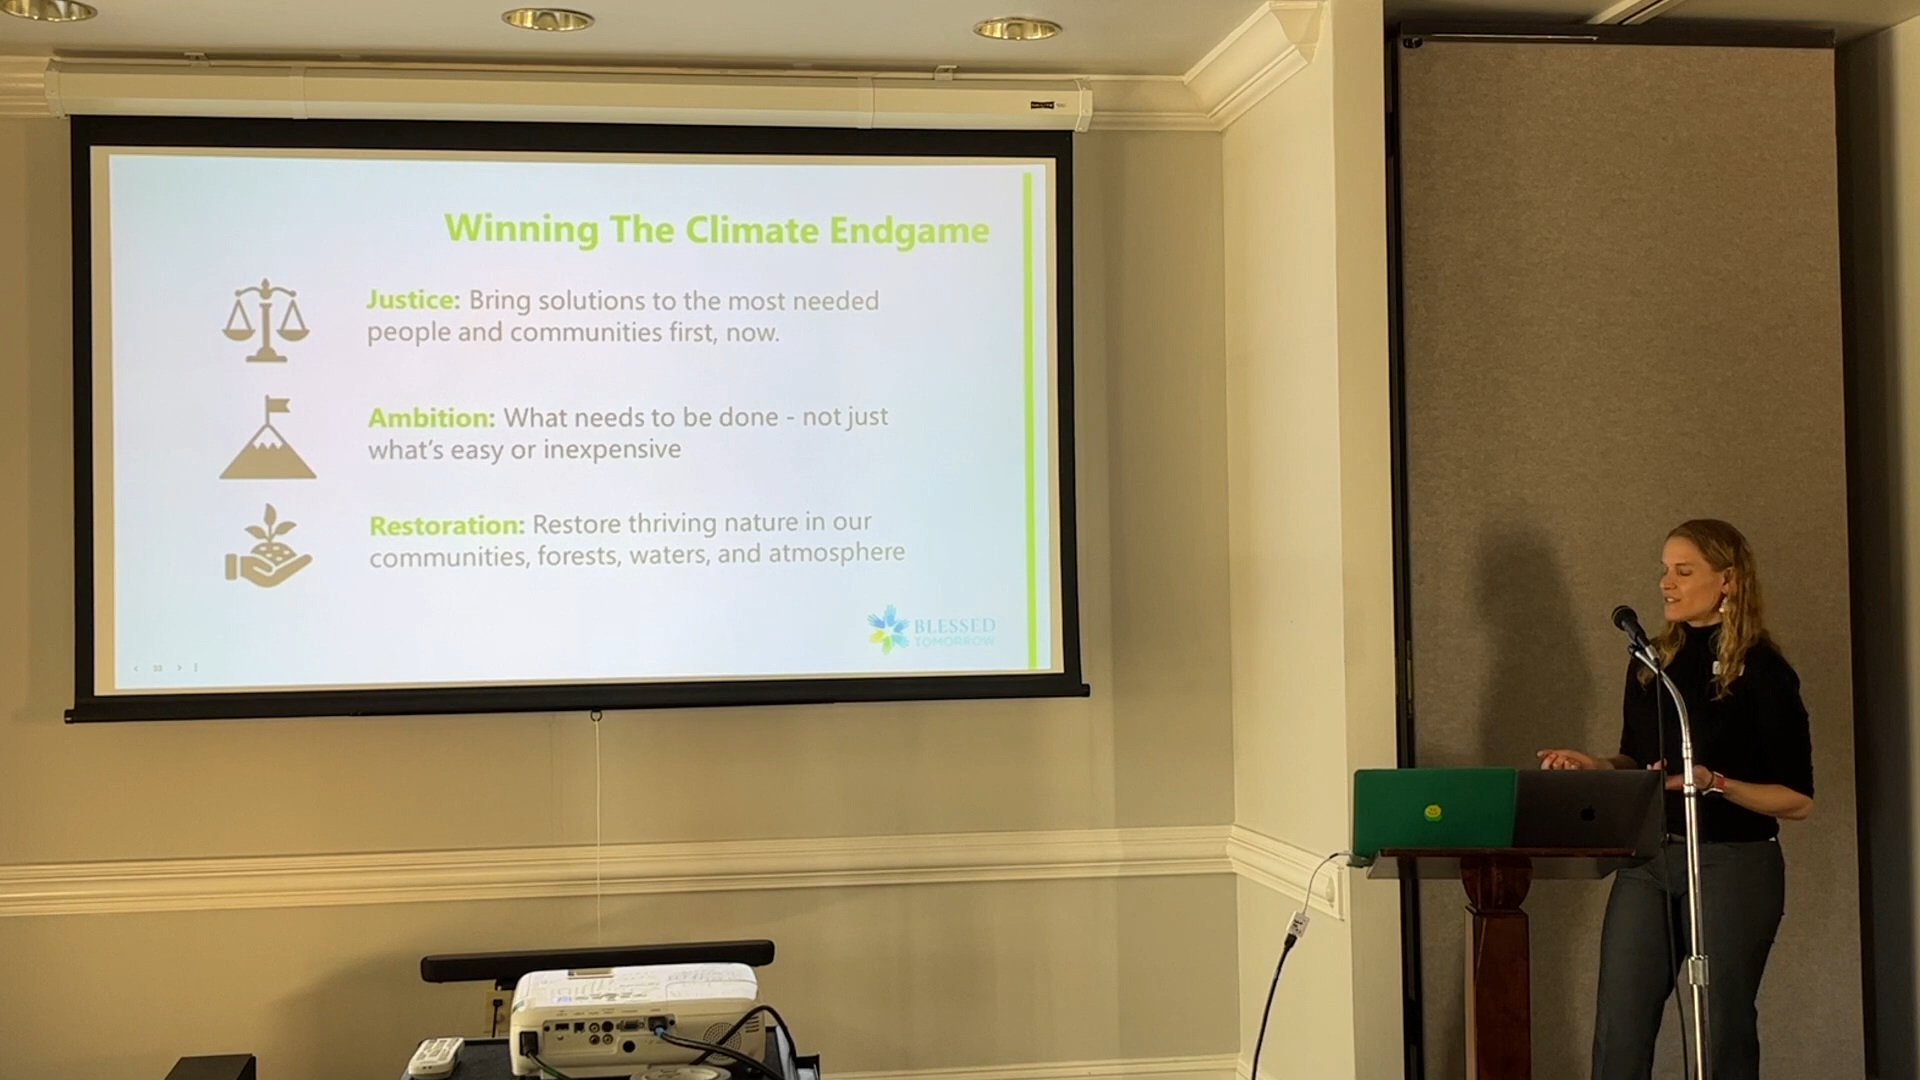 Winning The Climate Endgame
Justice: Bring solutions to the most needed
people and communities first, now.
Ambition: What needs to be done - not just
what's easy or inexpensive
Restoration: Restore thriving nature in our
communities, forests, waters, and atmosphere
BLESSED
TOMORROW
33